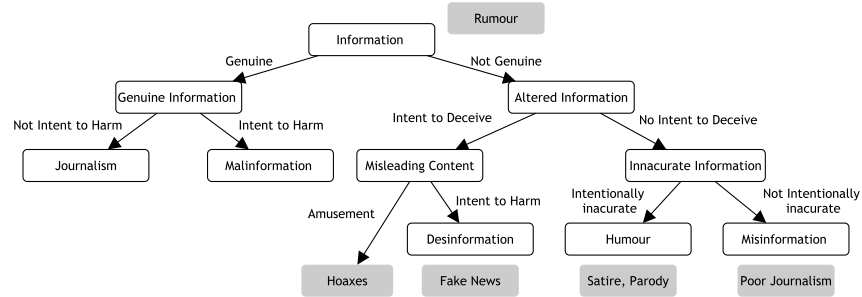 Rumour
Information
Genuine
Not Genuine
Genuine Information
Altered Information
Not Intent to Harm
Intent to Harm
Intent to Deceive
No Intent to Deceive
Journalism
Malinformation
Misleading Content
Innacurate Information
Amusement
Intent to Harm
Intentionally
inacurate
Not Intentionally
inacurate
Desinformation
Humour
Misinformation
Hoaxes
Fake News
Satire, Parody
Poor Journalism